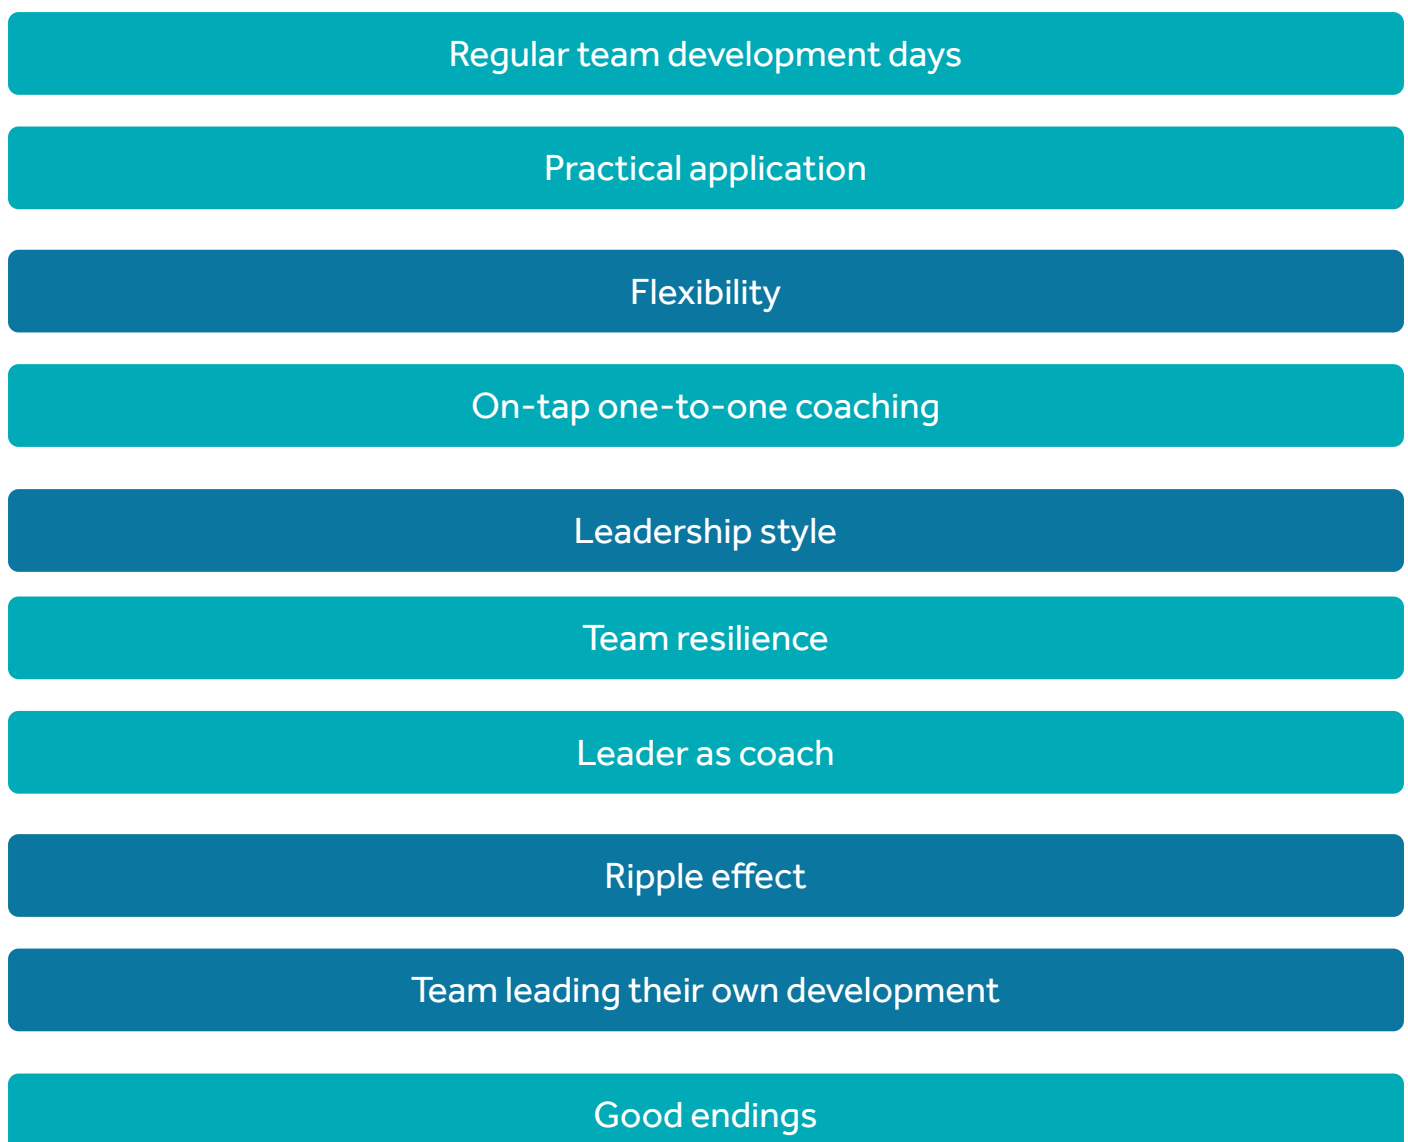 Regular team development days
Practical application
Flexibility
On-tap one-to-one coaching
Leadership style
Team resilience
Leader as coach
Ripple effect
Team leading their own development
Good endings